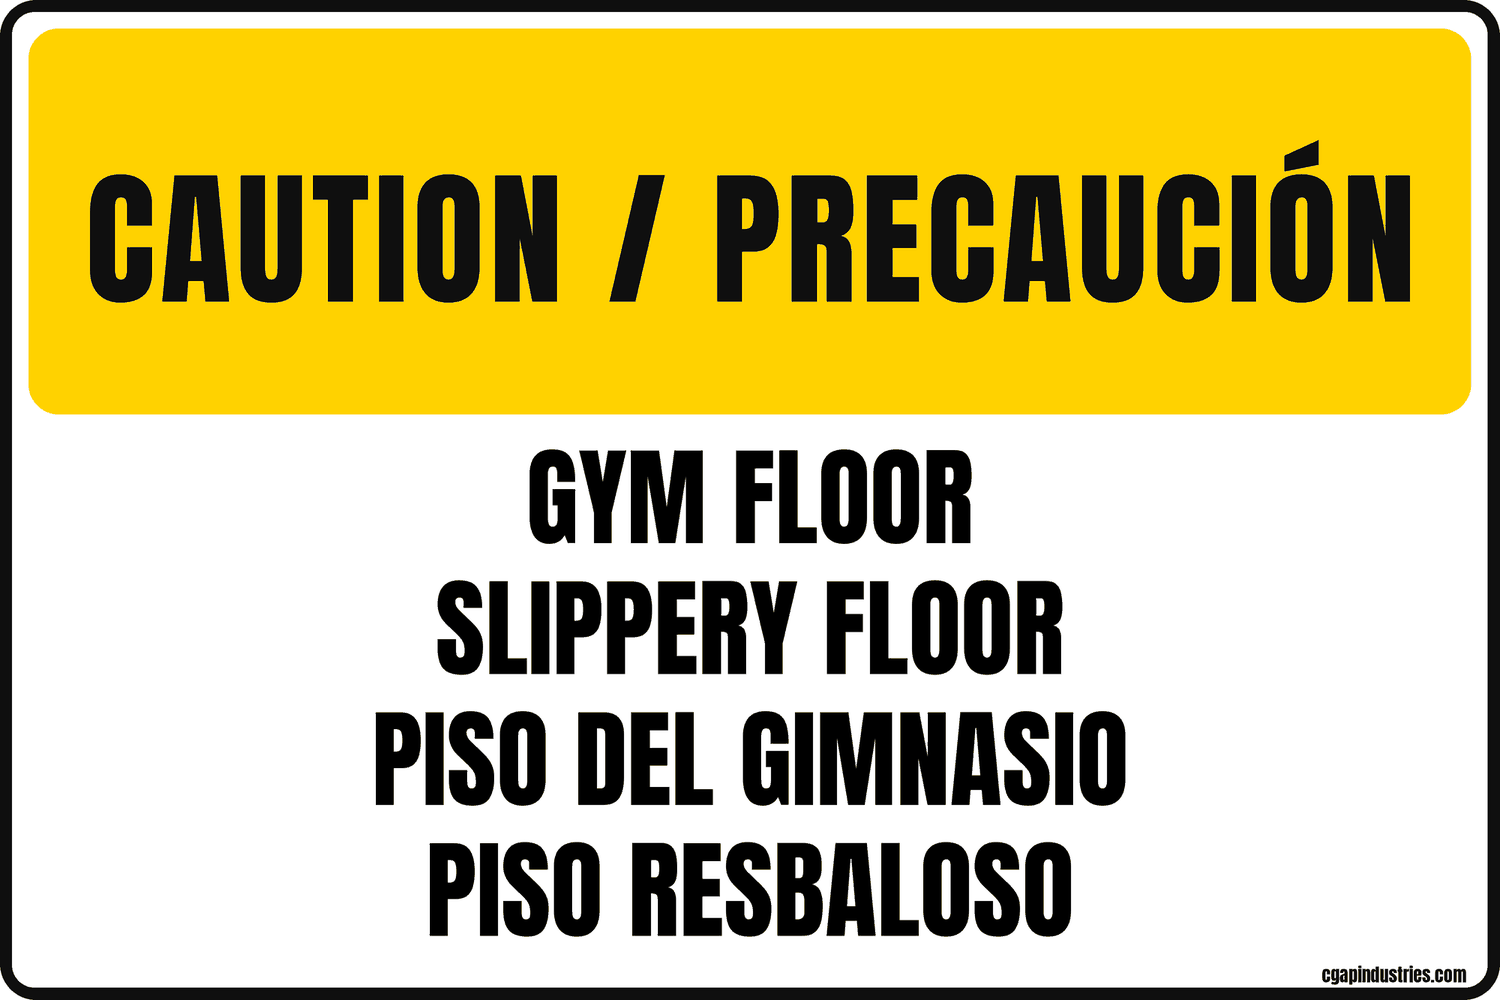 CAUTION / PRECAUCIÓN
GYM FLOOR
SLIPPERY FLOOR
PISO DEL GIMNASIO
PISO RESBALOSO
cgapindustries.com